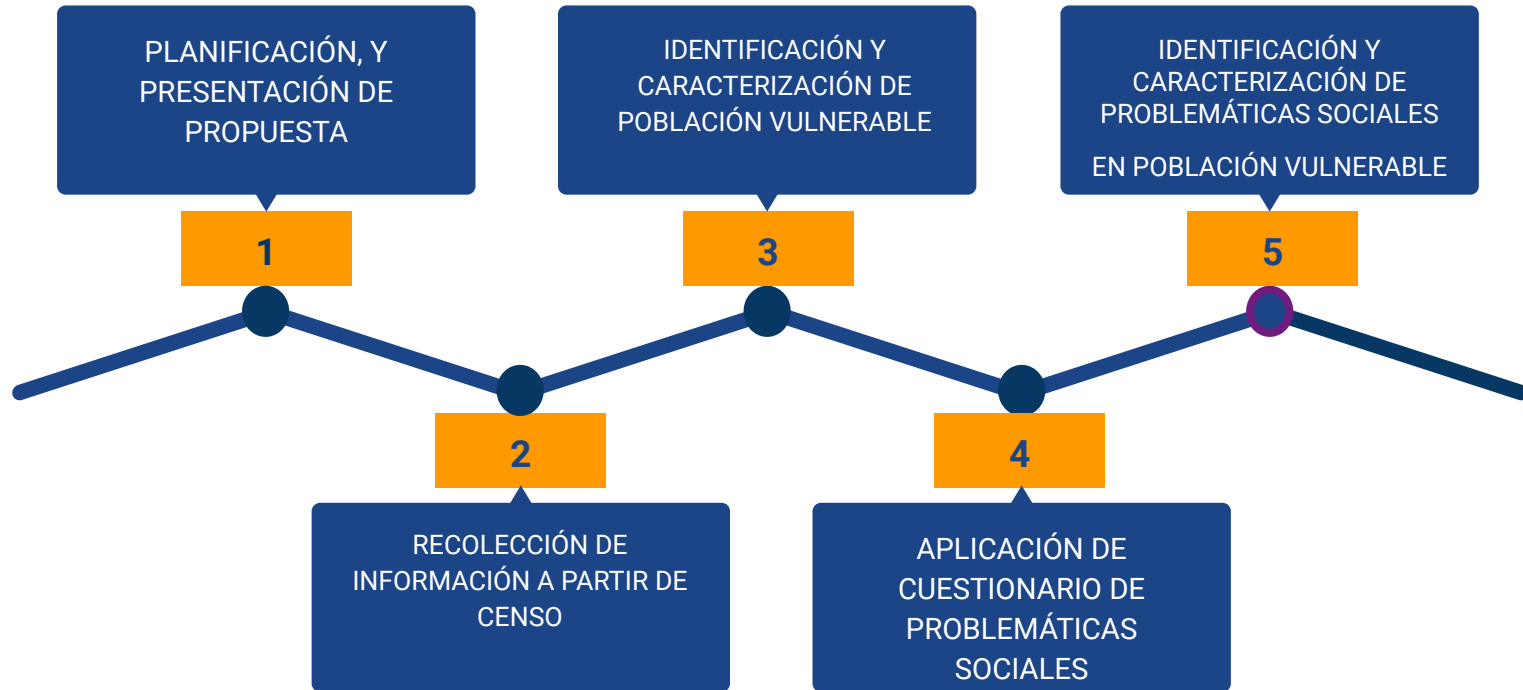 PLANIFICACIÓN, Y
PRESENTACIÓN DE
PROPUESTA
1
RECOLECCIÓN DE
INFORMACIÓN A PARTIR DE
CENSO
2
IDENTIFICACIÓN Y
CARACTERIZACIÓN DE
POBLACIÓN VULNERABLE
3
APLICACIÓN DE
CUESTIONARIO DE
PROBLEMÁTICAS
SOCIALES
4
IDENTIFICACIÓN Y
CARACTERIZACIÓN DE
PROBLEMÁTICAS SOCIALES
EN POBLACIÓN VULNERABLE
5